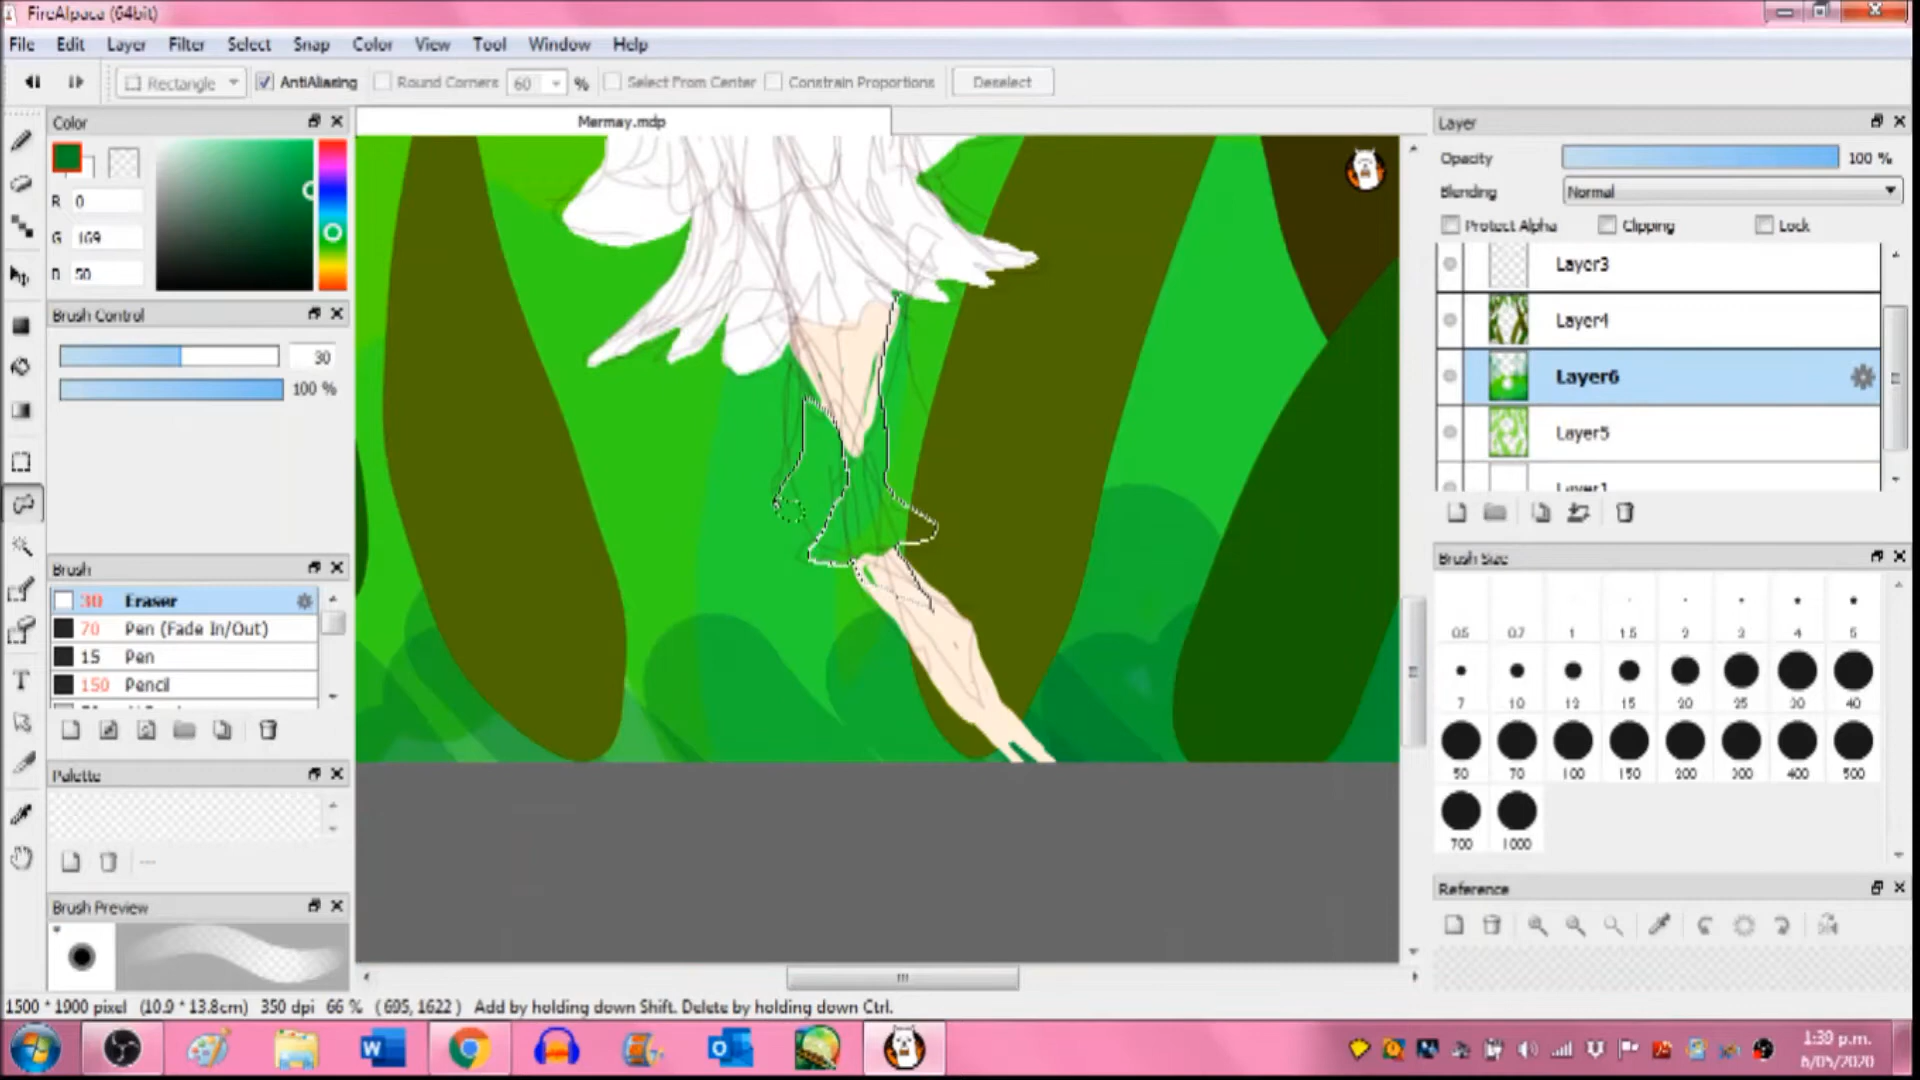 FireAlpaca (64bit)
File Edit Layer Filter Select Snap Color View Tool Window Help
Rectangle AntiAliasing Round Corners 60 % Select From Center Constrain Proportions Deselect
Color
Mermay.mdp
R 0
G 169
B 50
Brush Control
30
100 %
Brush
30 Eraser
70 Pen (Fade In/Out)
15 Pen
150 Pencil
Palette
Brush Preview
Layer
Opacity 100 %
Blending Normal
Protect Alpha Clipping Lock
Layer3
Layer4
Layer6
Layer5
Layer1
Brush Size
0.5 0.7 1 1.5 2 3 4 5
7 10 12 15 20 25 30 40
50 70 100 150 200 300 400 500
700 1000
Reference
1500 * 1900 pixel (10.9 * 13.8cm) 350 dpi 66 % ( 695, 1622 ) Add by holding down Shift. Delete by holding down Ctrl.
1:39 p.m.
6/05/2020